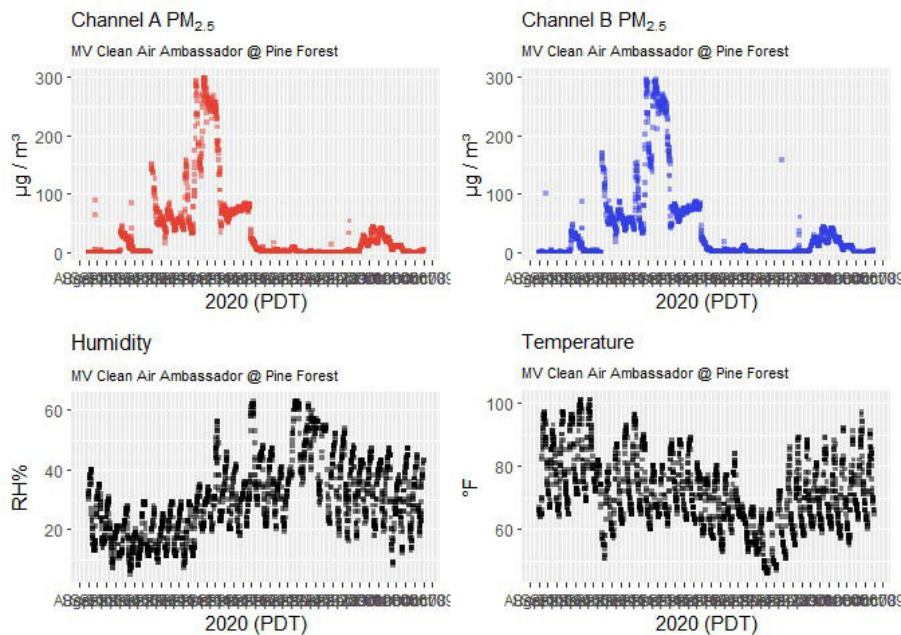 Channel A PM2.5
MV Clean Air Ambassador @ Pine Forest
300
200
100
0
µg / m³
2020 (PDT)
Channel B PM2.5
MV Clean Air Ambassador @ Pine Forest
300
200
100
0
µg / m³
2020 (PDT)
Humidity
MV Clean Air Ambassador @ Pine Forest
60
40
20
RH%
2020 (PDT)
Temperature
MV Clean Air Ambassador @ Pine Forest
100
80
60
°F
2020 (PDT)